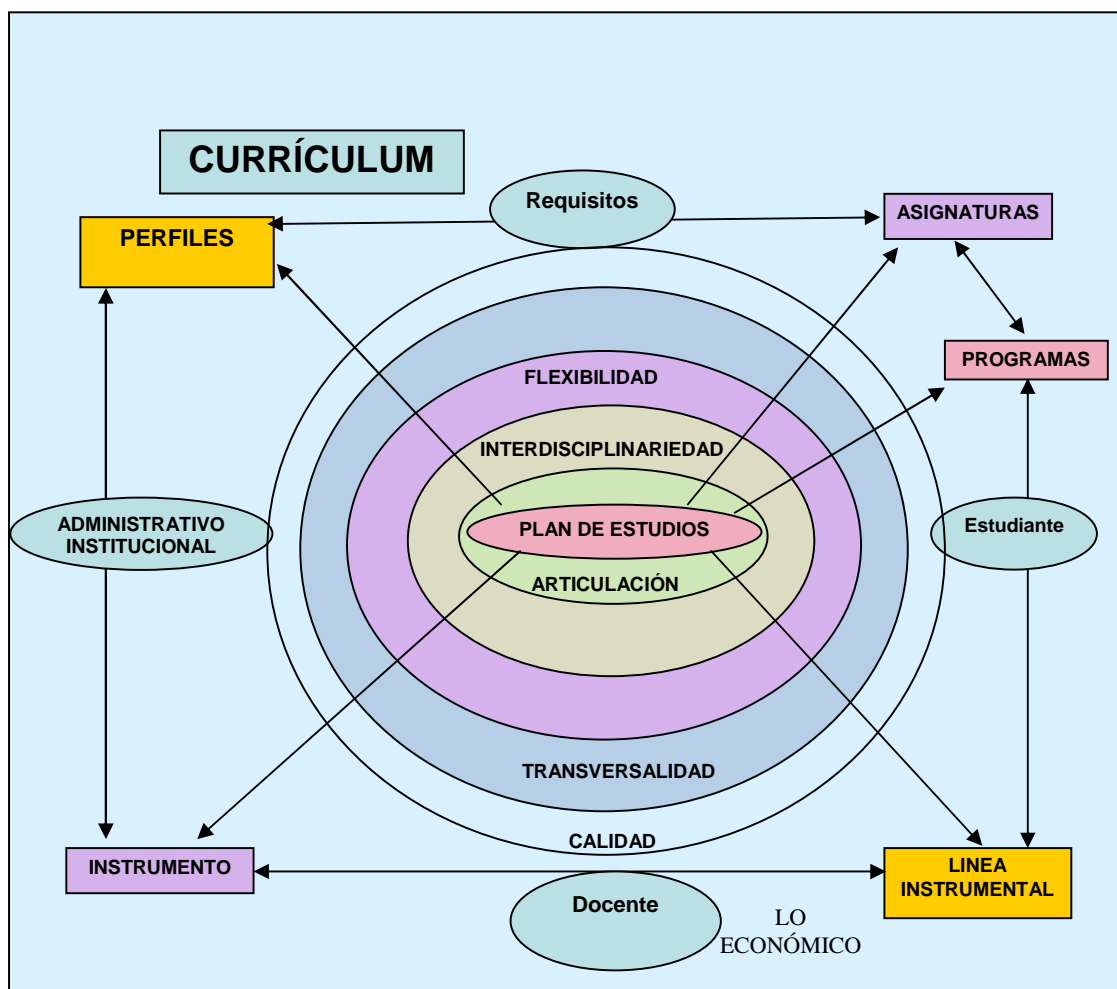 CURRÍCULUM
Requisitos
ASIGNATURAS
PERFILES
PROGRAMAS
FLEXIBILIDAD
INTERDISCIPLINARIEDAD
ADMINISTRATIVO
INSTITUCIONAL
PLAN DE ESTUDIOS
Estudiante
ARTICULACIÓN
TRANSVERSALIDAD
CALIDAD
INSTRUMENTO
LINEA
INSTRUMENTAL
Docente
LO
ECONÓMICO